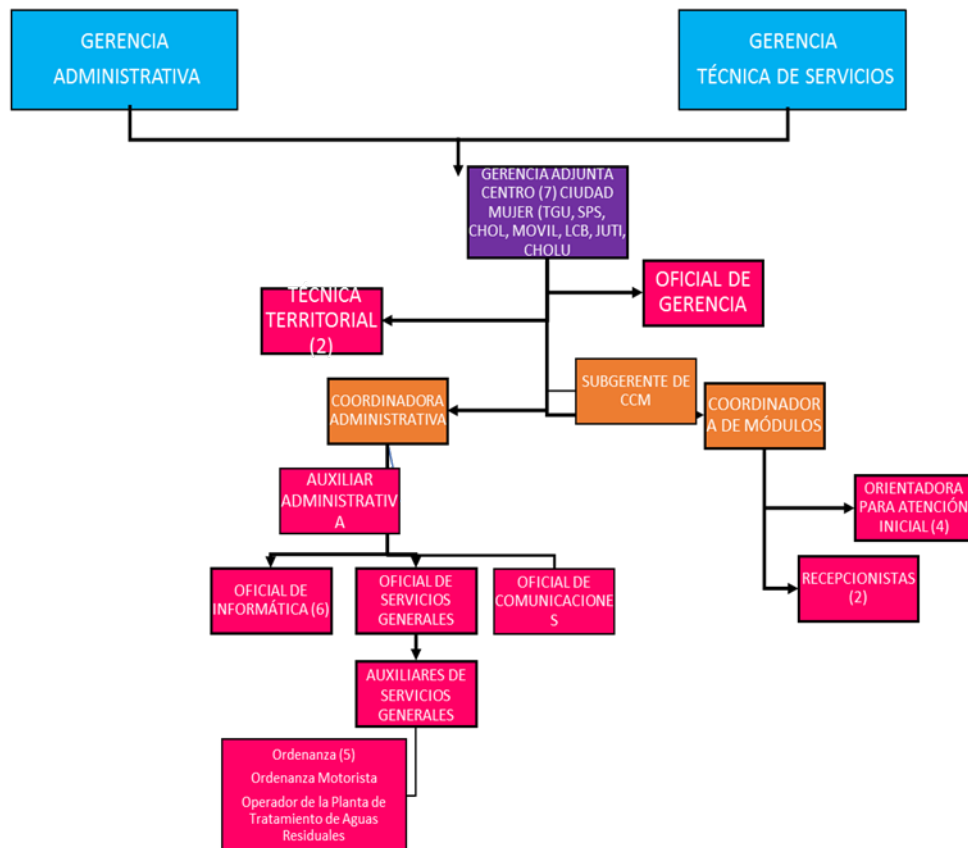 GERENCIA
ADMINISTRATIVA
GERENCIA
TÉCNICA DE SERVICIOS
GERENCIA ADJUNTA
CENTRO (7) CIUDAD
MUJER (TGU, SPS,
CHOL, MOVIL, LCB, JUTI,
CHOLU
OFICIAL DE
GERENCIA
TÉCNICA
TERRITORIAL
(2)
SUBGERENTE DE
CCM
COORDINADORA
ADMINISTRATIVA
COORDINADOR
A DE MÓDULOS
AUXILIAR
ADMINISTRATIV
A
ORIENTADORA
PARA ATENCIÓN
INICIAL (4)
RECEPCIONISTAS
(2)
OFICIAL DE
INFORMÁTICA (6)
OFICIAL DE
SERVICIOS
GENERALES
OFICIAL DE
COMUNICACIONE
S
AUXILIARES DE
SERVICIOS
GENERALES
Ordenanza (5)
Ordenanza Motorista
Operador de la Planta de
Tratamiento de Aguas
Residuales